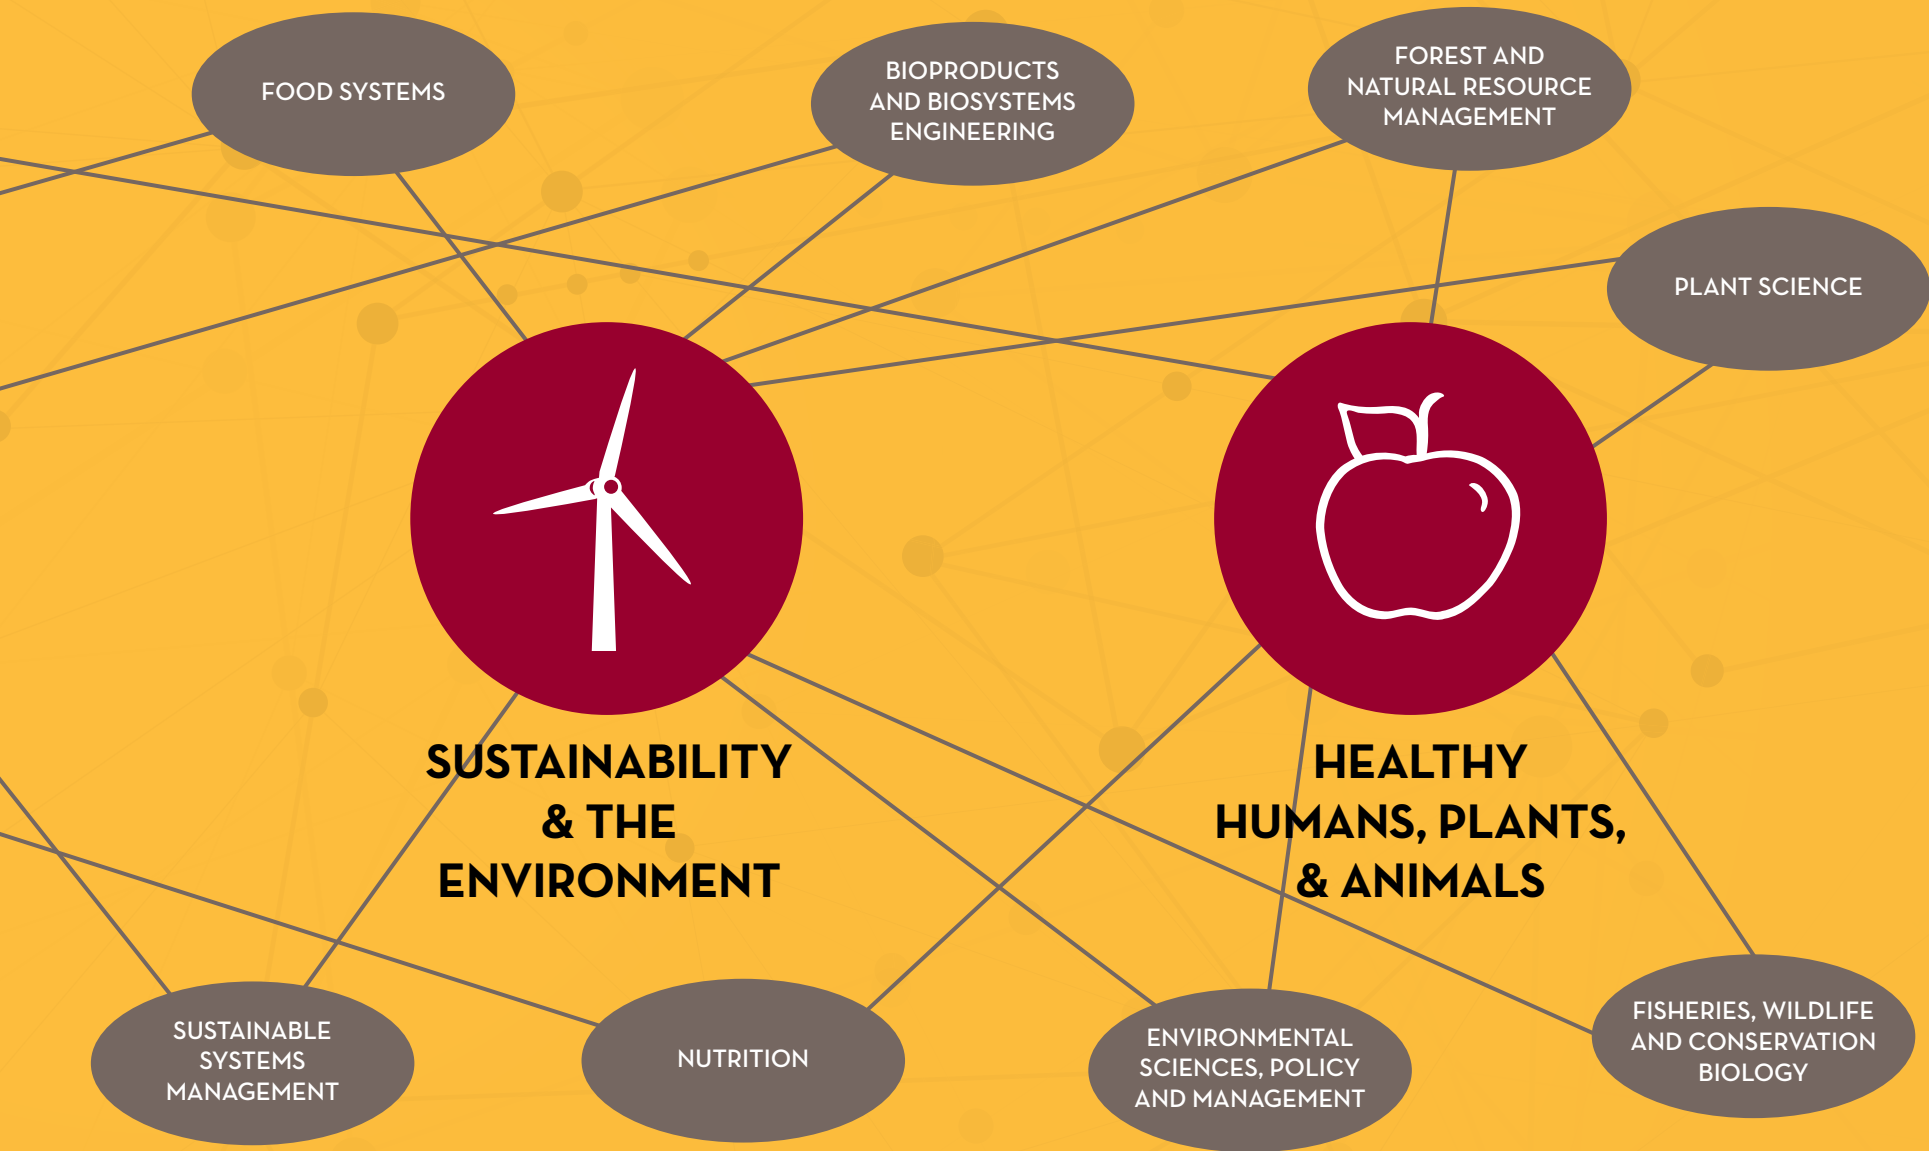 FOOD SYSTEMS
BIOPRODUCTS
AND BIOSYSTEMS
ENGINEERING
FOREST AND
NATURAL RESOURCE
MANAGEMENT
PLANT SCIENCE
SUSTAINABILITY
& THE
ENVIRONMENT
HEALTHY
HUMANS, PLANTS,
& ANIMALS
SUSTAINABLE
SYSTEMS
MANAGEMENT
NUTRITION
ENVIRONMENTAL
SCIENCES, POLICY
AND MANAGEMENT
FISHERIES, WILDLIFE
AND CONSERVATION
BIOLOGY